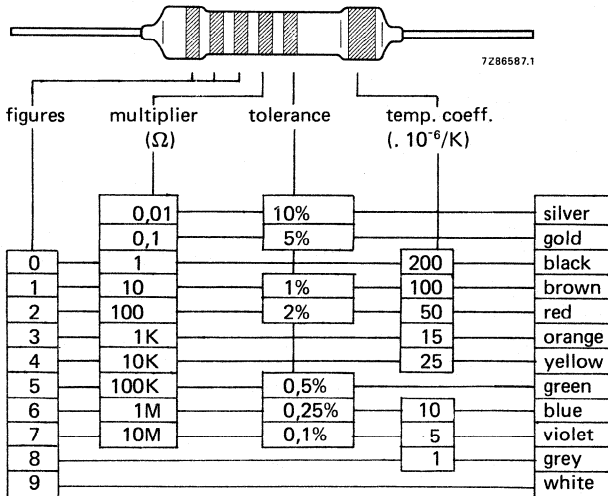 7Z86587.1
figures multiplier tolerance temp. coeff.
(Ω) (. 10⁻⁶/K)
0,01 10% silver
0,1 5% gold
0 1 200 black
1 10 1% 100 brown
2 100 2% 50 red
3 1K 15 orange
4 10K 25 yellow
5 100K 0,5% green
6 1M 0,25% 10 blue
7 10M 0,1% 5 violet
8 1 grey
9 white